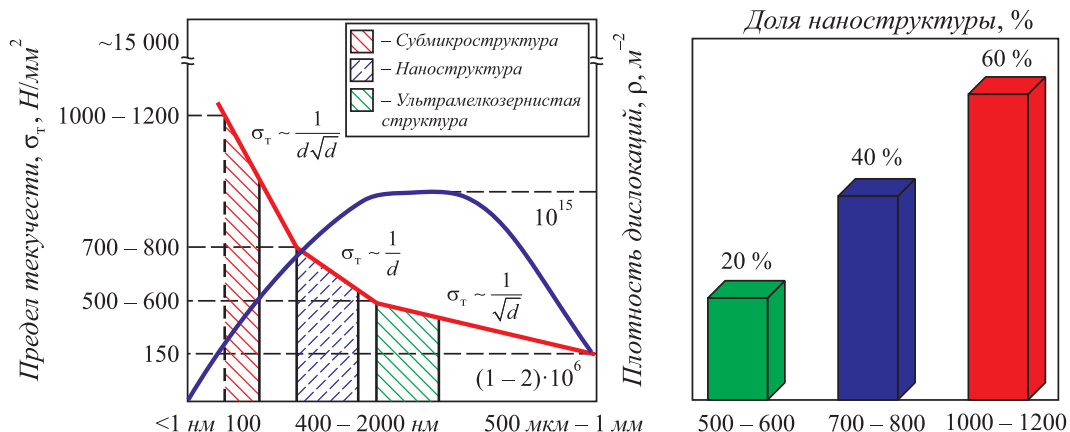 Предел текучести, σт, Н/мм²
~15 000
1000 – 1200
700 – 800
500 – 600
150
– Субмикроструктура
– Наноструктура
– Ультрамелкозернистая
структура
σт ~ 1/d√d
σт ~ 1/d
σт ~ 1/√d
10¹⁵
(1 – 2)·10⁶
<1 нм 100 400 – 2000 нм 500 мкм – 1 мм
Плотность дислокаций, ρ, м⁻²
Доля наноструктуры, %
20 %
40 %
60 %
500 – 600 700 – 800 1000 – 1200